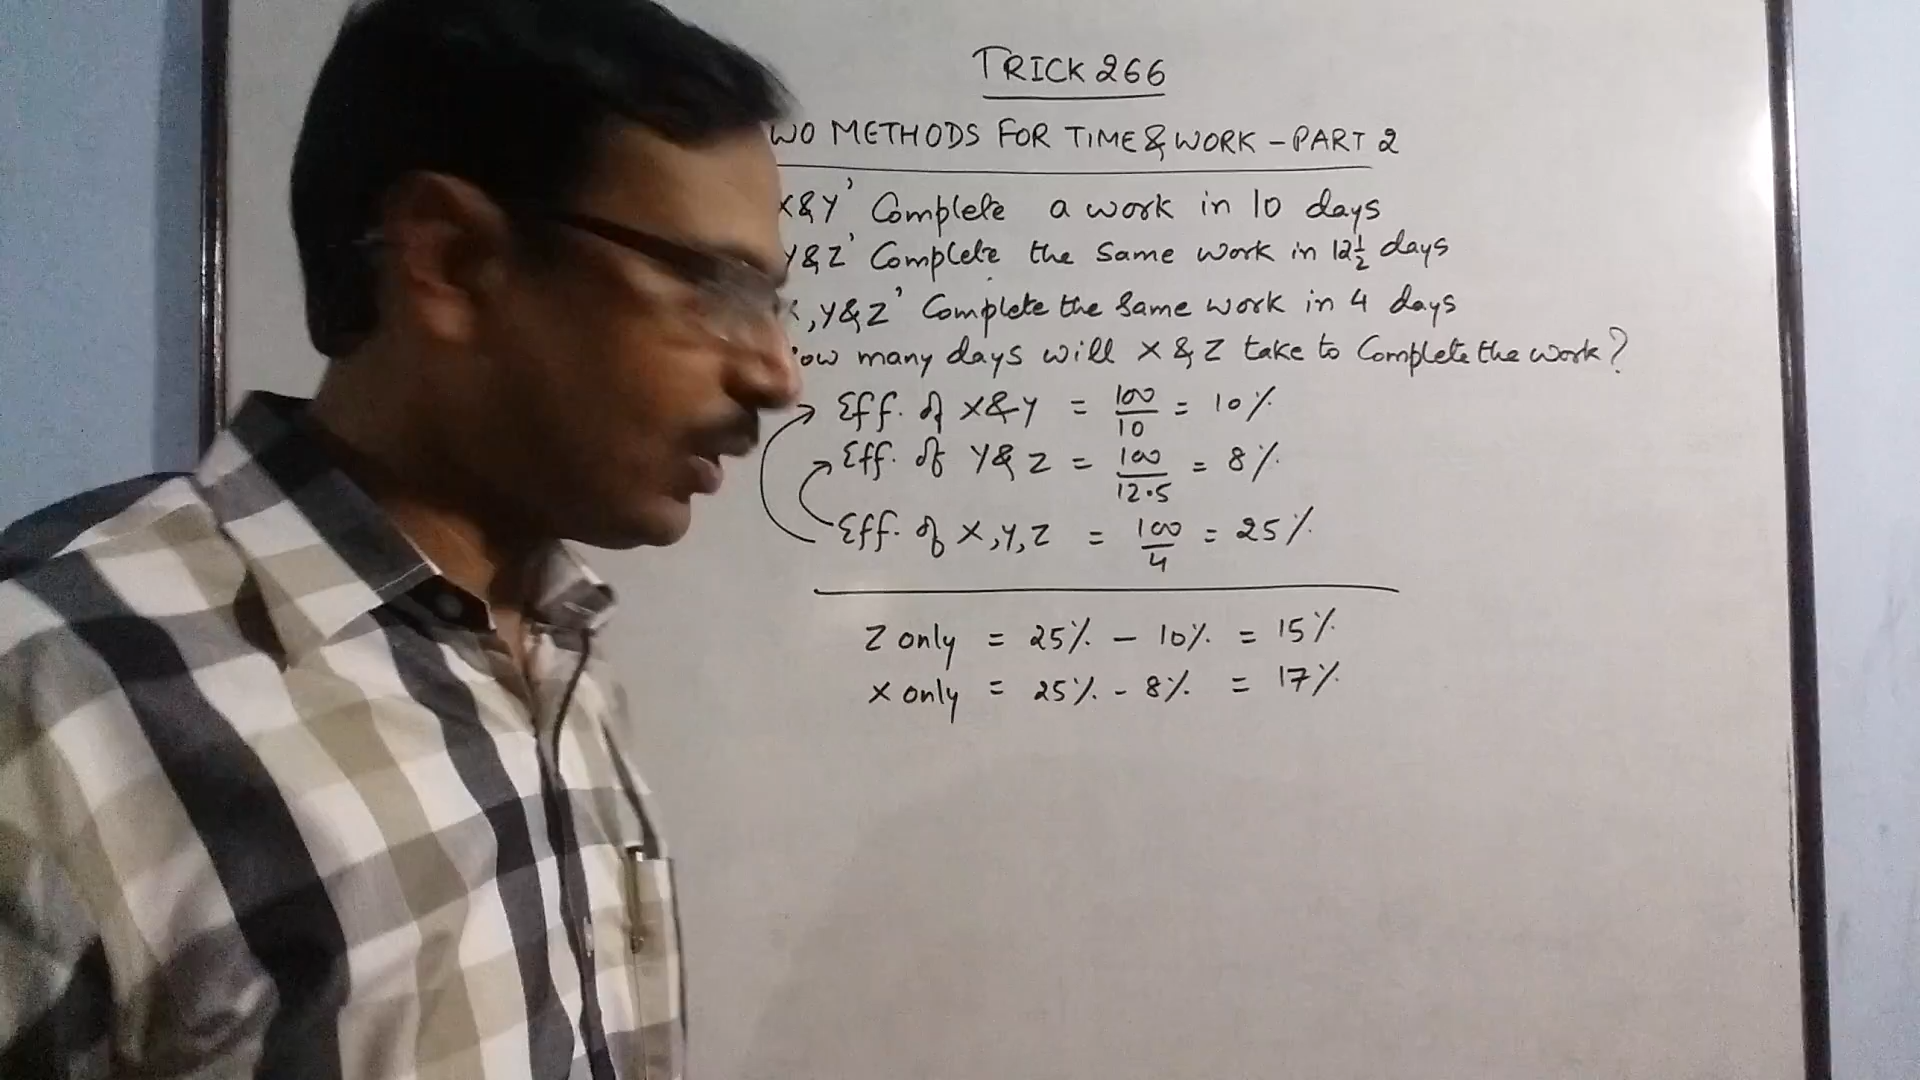 TRICK 266
WO METHODS FOR TIME & WORK - PART 2
X&Y' Complete a work in 10 days
Y&Z' Complete the Same work in 12 1/2 days
,Y&Z' Complete the Same work in 4 days
ow many days will X & Z take to Complete the work?
Eff. of X&Y = 100/10 = 10%
Eff. of Y&Z = 100/12.5 = 8%
Eff. of X,Y,Z = 100/4 = 25%
Z only = 25% - 10% = 15%
X only = 25% - 8% = 17%